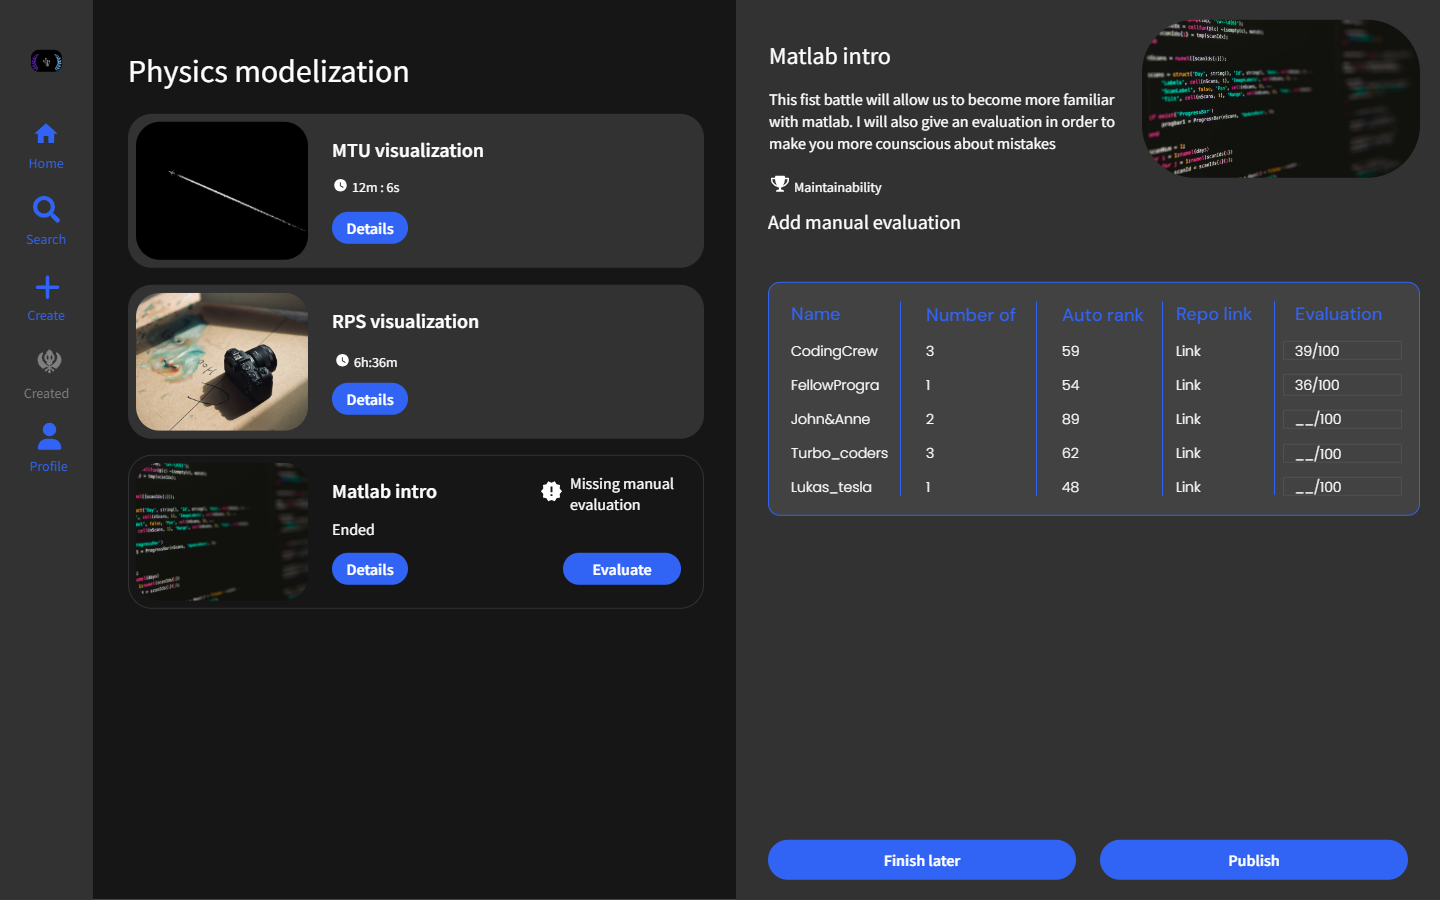 Home
Search
Create
Created
Profile
Physics modelization
MTU visualization
12m : 6s
Details
RPS visualization
6h:36m
Details
Matlab intro
Ended
Details
Missing manual
evaluation
Evaluate
Matlab intro
This fist battle will allow us to become more familiar
with matlab. I will also give an evaluation in order to
make you more counscious about mistakes
Maintainability
Add manual evaluation
Name Number of Auto rank Repo link Evaluation
CodingCrew 3 59 Link 39/100
FellowProgra 1 54 Link 36/100
John&Anne 2 89 Link __/100
Turbo_coders 3 62 Link __/100
Lukas_tesla 1 48 Link __/100
Finish later
Publish